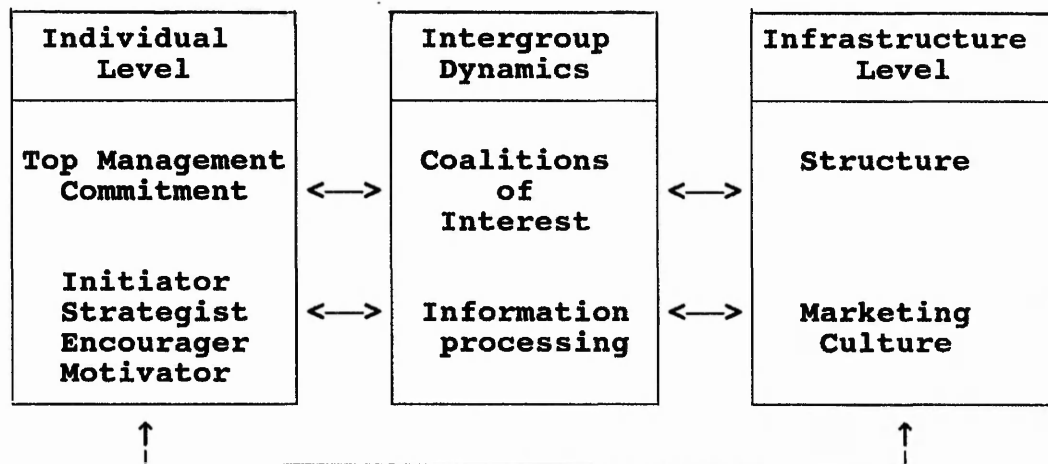 Individual
Level
Top Management
Commitment
Initiator
Strategist
Encourager
Motivator
Intergroup
Dynamics
Coalitions
of
Interest
Information
processing
Infrastructure
Level
Structure
Marketing
Culture